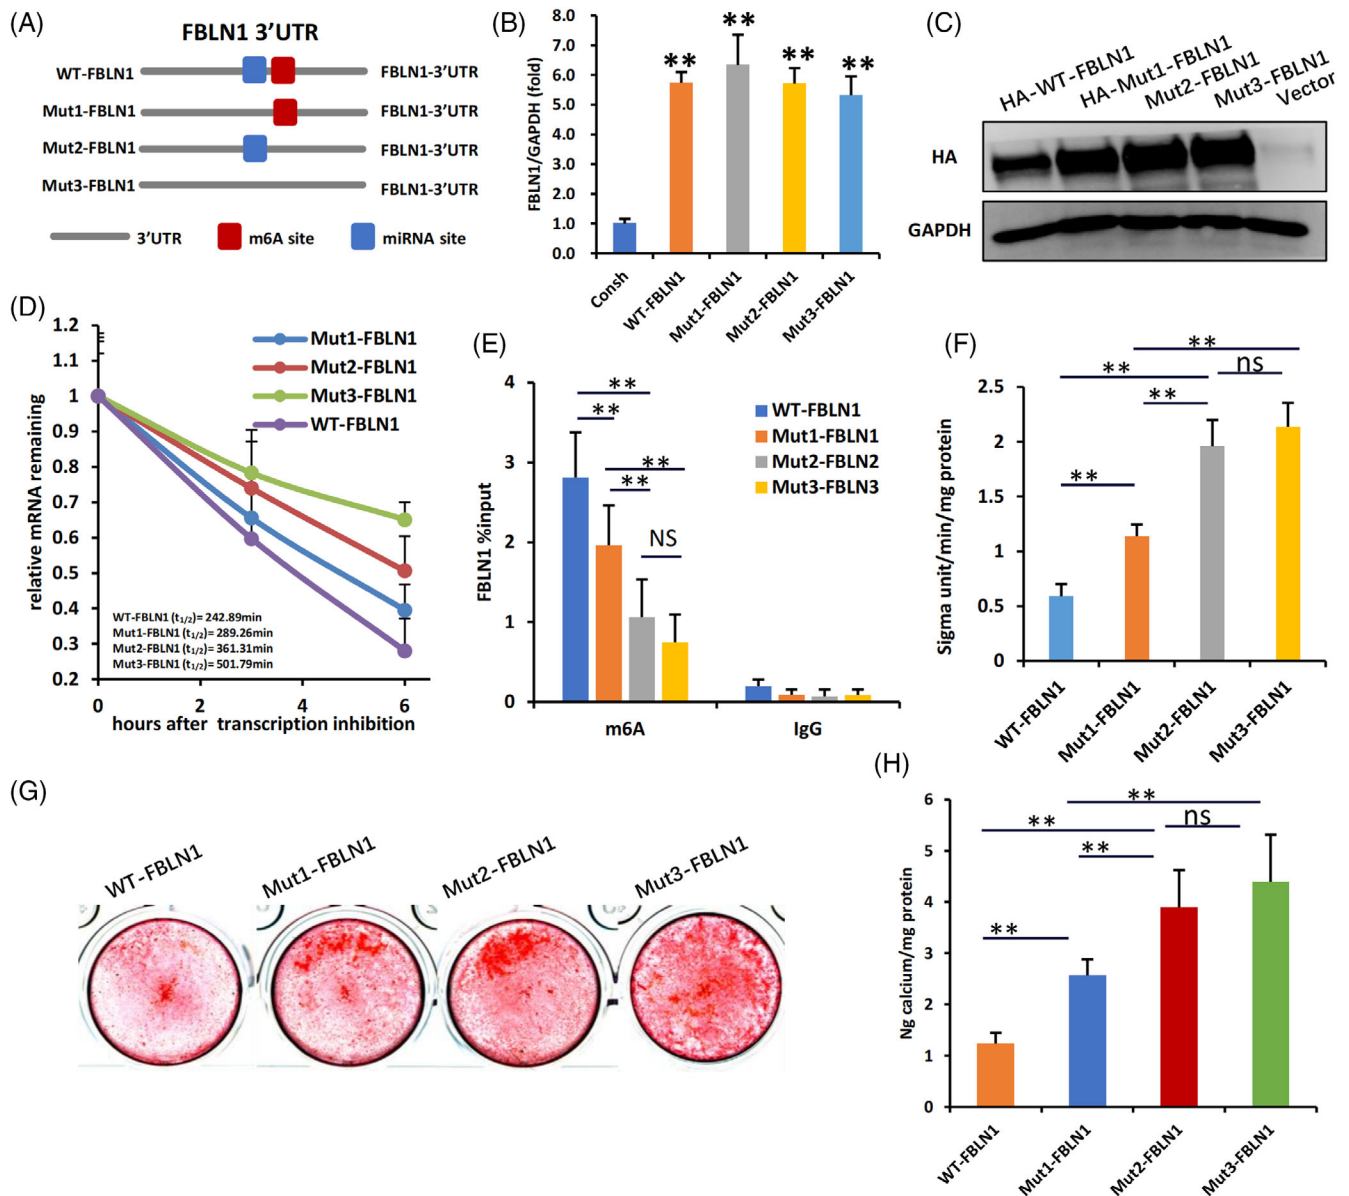 (A)
FBLN1 3’UTR
WT-FBLN1
FBLN1-3’UTR
Mut1-FBLN1
FBLN1-3’UTR
Mut2-FBLN1
FBLN1-3’UTR
Mut3-FBLN1
FBLN1-3’UTR
3’UTR
m6A site
miRNA site
(B)
FBLN1/GAPDH (fold)
8.0
7.0
6.0
5.0
4.0
3.0
2.0
1.0
0.0
**
**
**
**
Consh
WT-FBLN1
Mut1-FBLN1
Mut2-FBLN1
Mut3-FBLN1
(C)
HA-WT-FBLN1
HA-Mut1-FBLN1
Mut2-FBLN1
Mut3-FBLN1
Vector
HA
GAPDH
(D)
relative mRNA remaining
1.2
1.1
1
0.9
0.8
0.7
0.6
0.5
0.4
0.3
0.2
Mut1-FBLN1
Mut2-FBLN1
Mut3-FBLN1
WT-FBLN1
WT-FBLN1 (t1/2)= 242.89min
Mut1-FBLN1 (t1/2)= 289.26min
Mut2-FBLN1 (t1/2)= 361.31min
Mut3-FBLN1 (t1/2)= 501.79min
0
2
4
6
hours after transcription inhibition
(E)
FBLN1 %input
4
3
2
1
0
**
**
**
**
NS
WT-FBLN1
Mut1-FBLN1
Mut2-FBLN2
Mut3-FBLN3
m6A
IgG
(F)
Sigma unit/min/mg protein
2.5
2
1.5
1
0.5
0
**
**
ns
**
**
WT-FBLN1
Mut1-FBLN1
Mut2-FBLN1
Mut3-FBLN1
(G)
WT-FBLN1
Mut1-FBLN1
Mut2-FBLN1
Mut3-FBLN1
(H)
Ng calcium/mg protein
6
5
4
3
2
1
0
**
**
ns
**
**
WT-FBLN1
Mut1-FBLN1
Mut2-FBLN1
Mut3-FBLN1